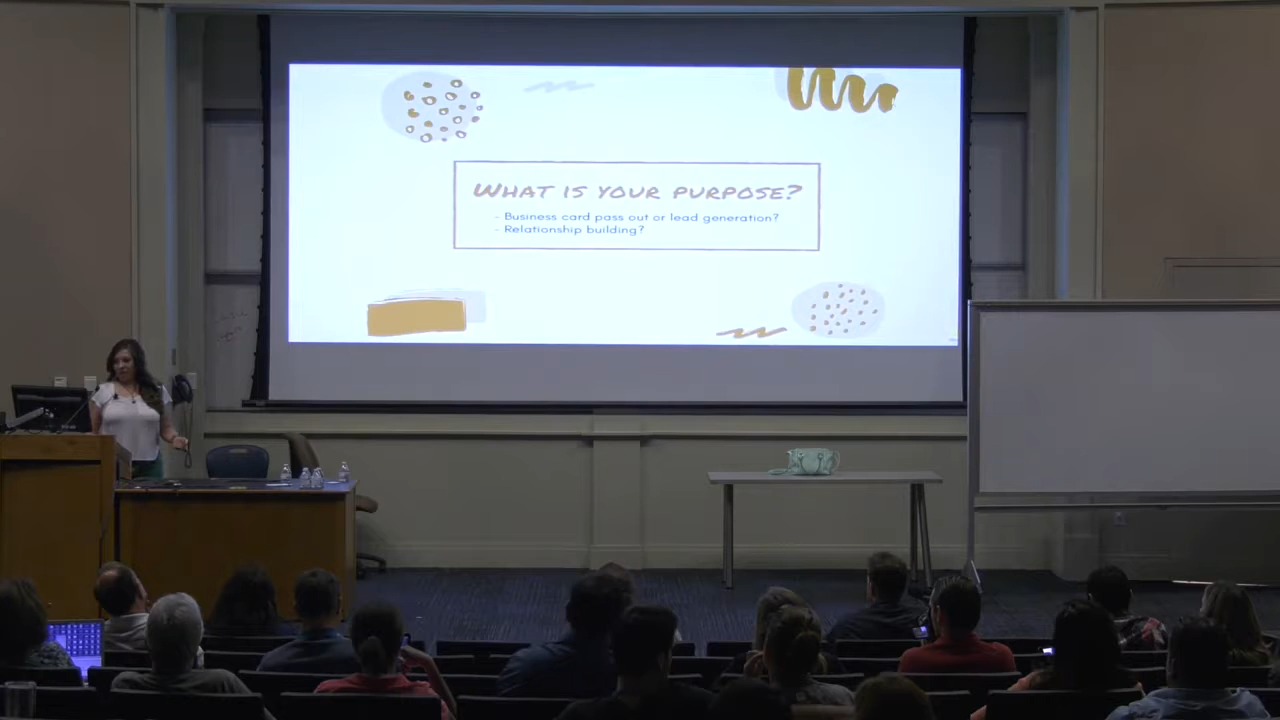 WHAT IS YOUR PURPOSE?
- Business card pass out or lead generation?
- Relationship building?